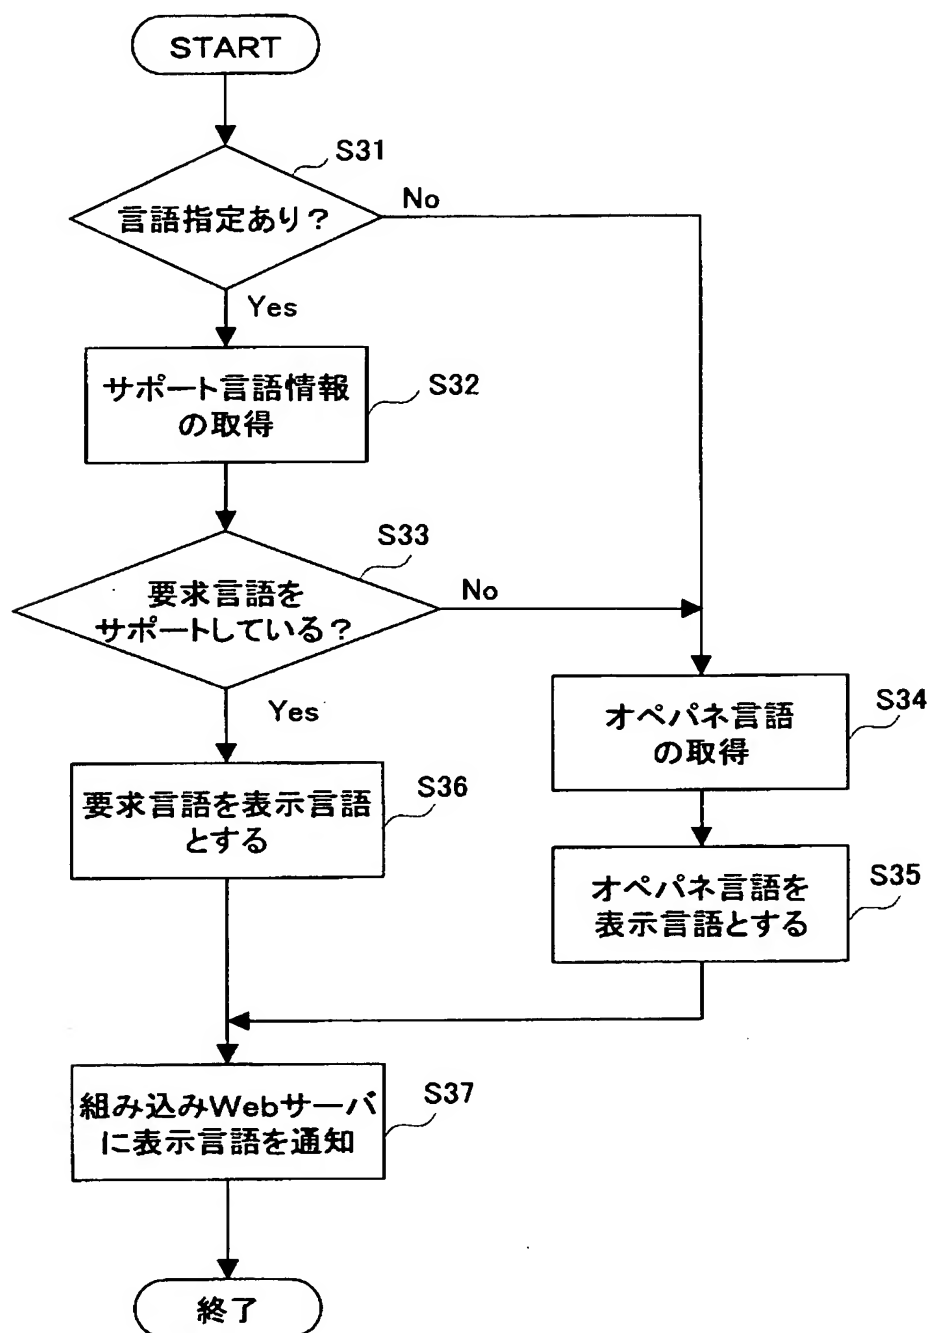 START
S31
言語指定あり？
No
Yes
サポート言語情報
の取得
S32
S33
要求言語を
サポートしている？
No
Yes
オペパネ言語
の取得
S34
要求言語を表示言語
とする
S36
オペパネ言語を
表示言語とする
S35
組み込みWebサーバ
に表示言語を通知
S37
終了